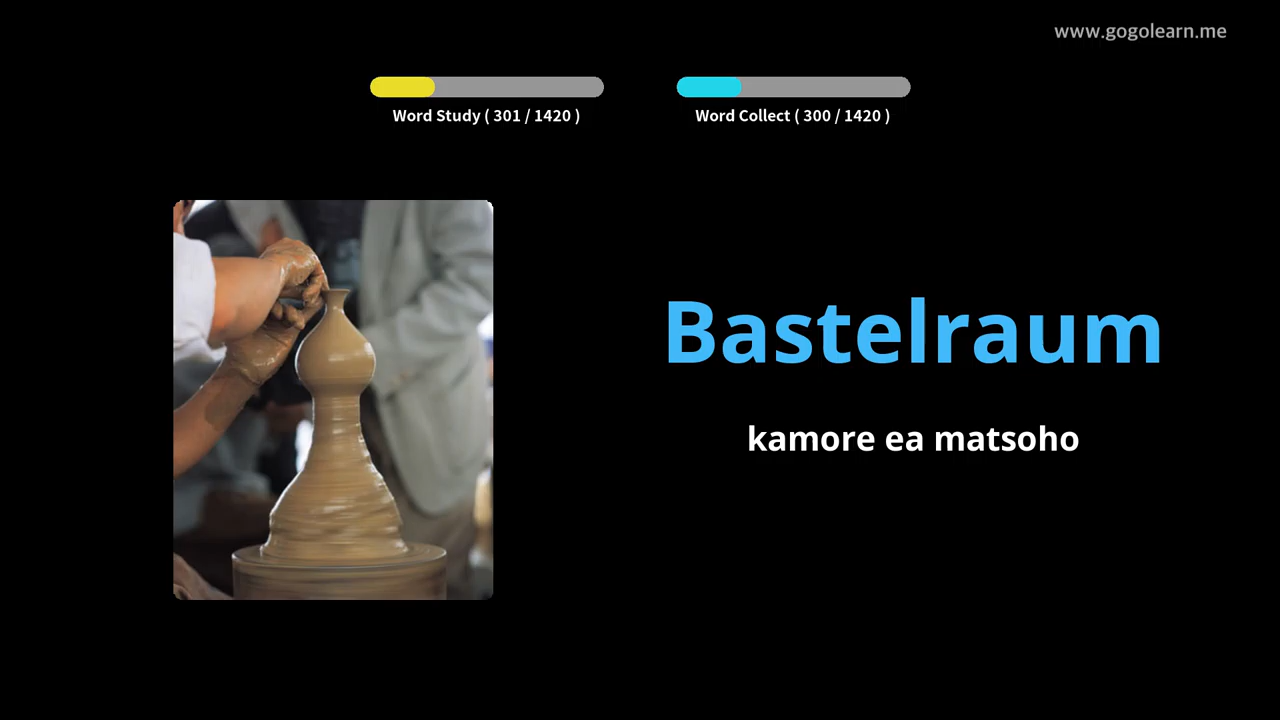 www.gogolearn.me
Word Study ( 301 / 1420 )
Word Collect ( 300 / 1420 )
Bastelraum
kamore ea matsoho